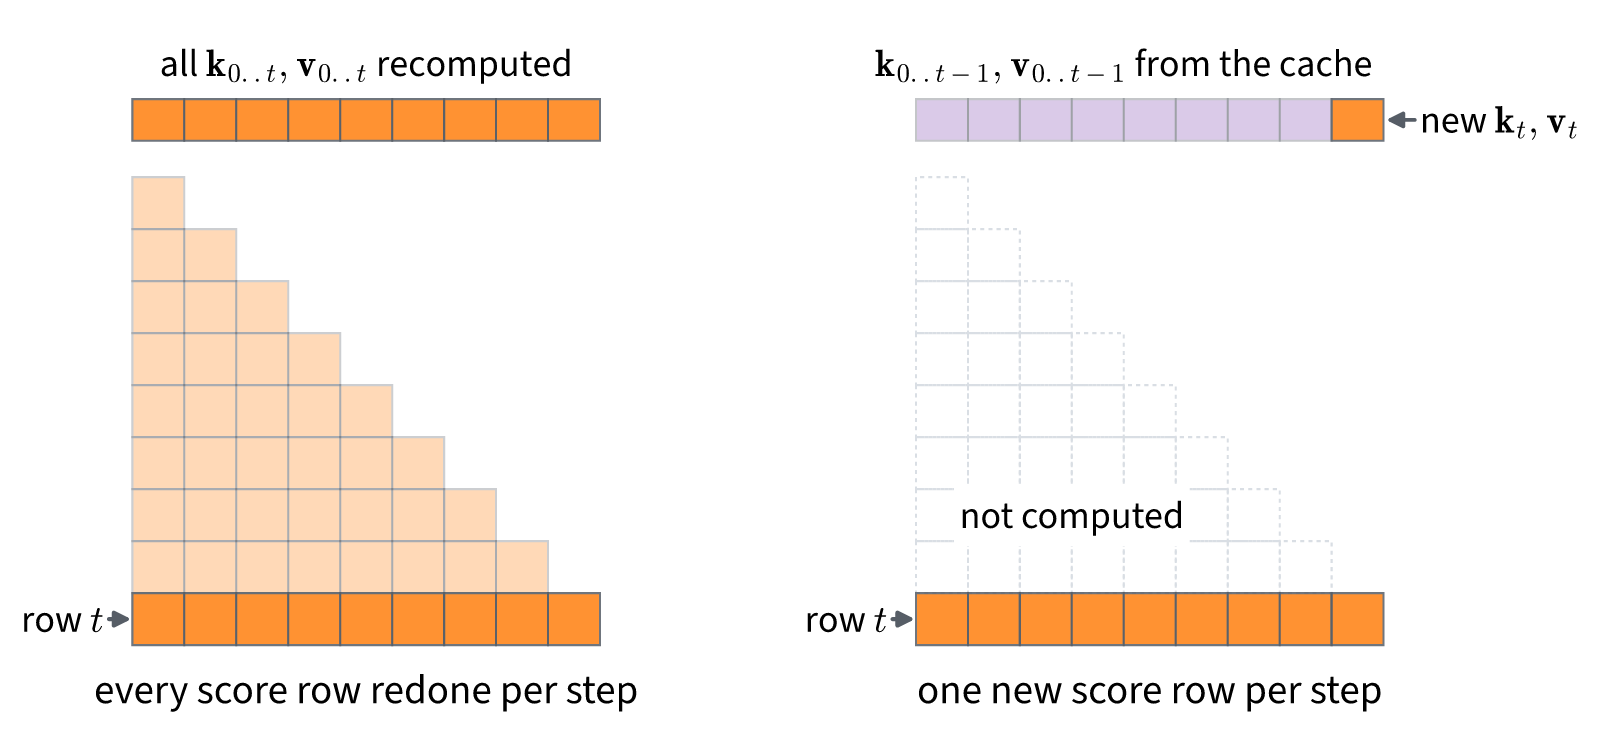 all k₀..ₜ, v₀..ₜ recomputed
k₀..ₜ₋₁, v₀..ₜ₋₁ from the cache
new kₜ, vₜ
not computed
row t
row t
every score row redone per step
one new score row per step